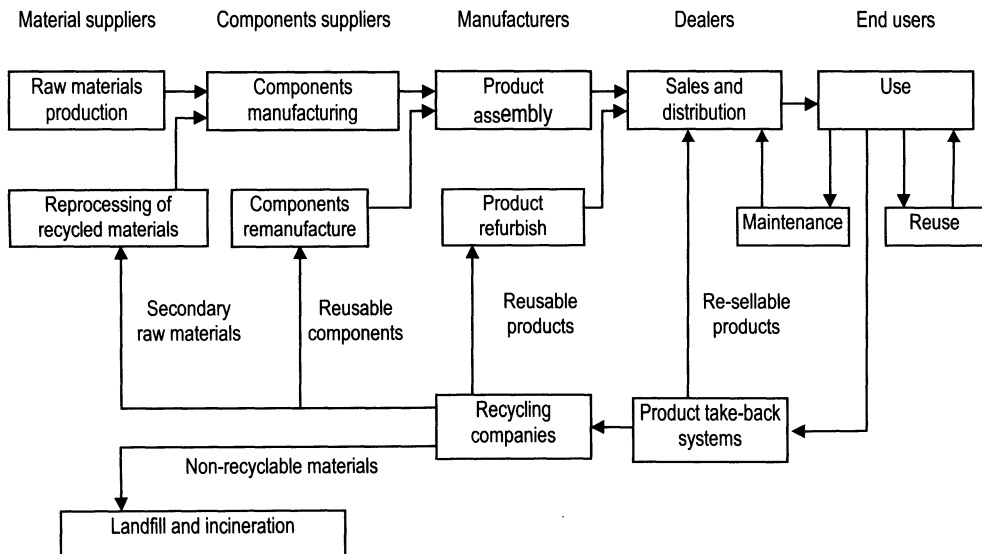 Material suppliers
Components suppliers
Manufacturers
Dealers
End users
Raw materials
production
Components
manufacturing
Product
assembly
Sales and
distribution
Use
Reprocessing of
recycled materials
Components
remanufacture
Product
refurbish
Maintenance
Reuse
Secondary
raw materials
Reusable
components
Reusable
products
Re-sellable
products
Recycling
companies
Product take-back
systems
Non-recyclable materials
Landfill and incineration